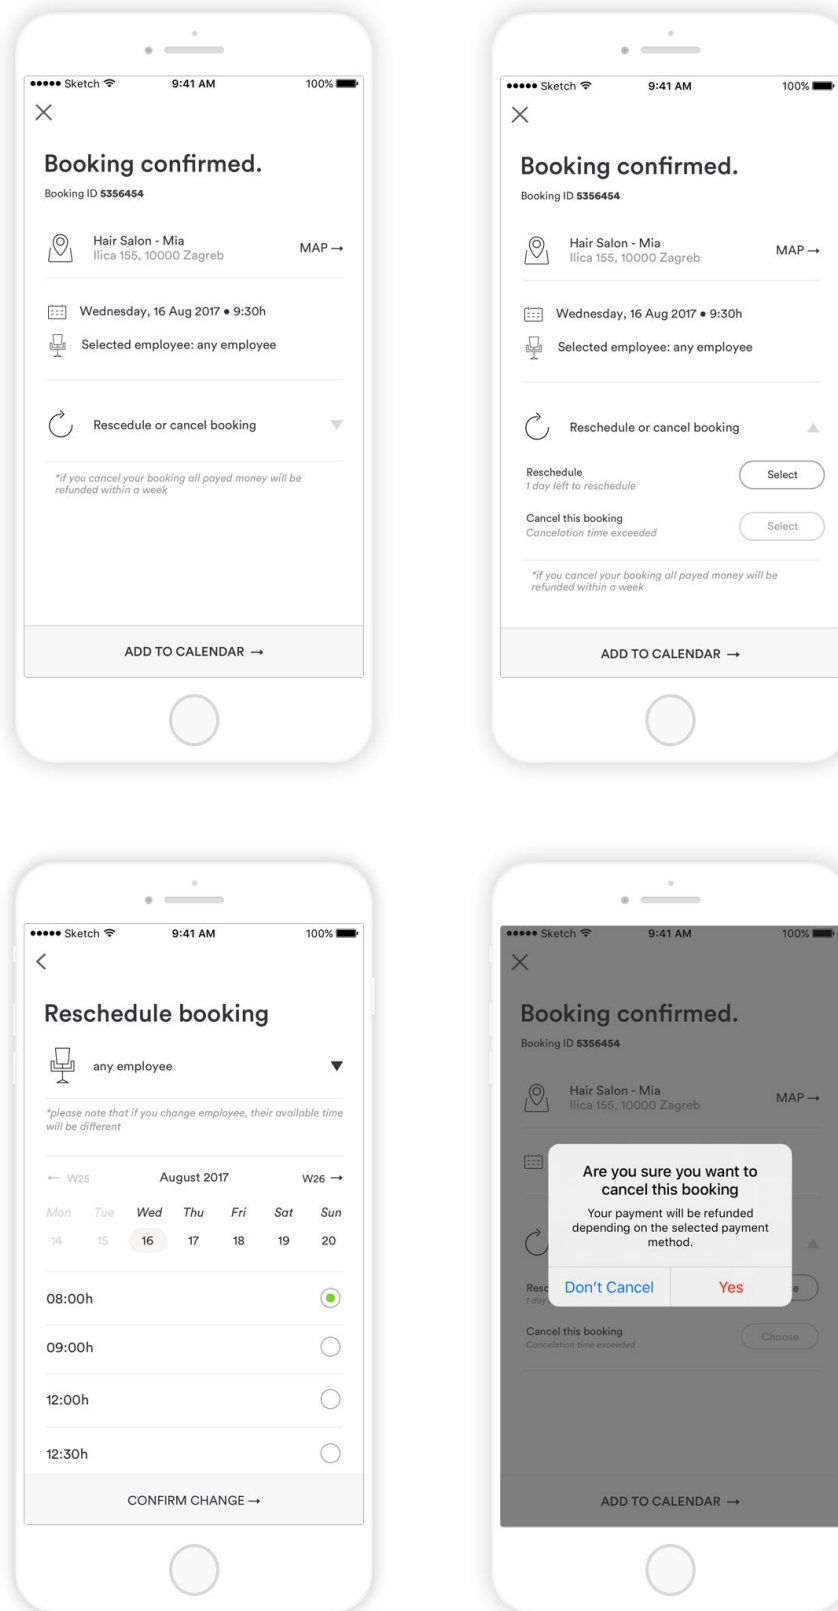 Sketch 9:41 AM 100%
Booking confirmed.
Booking ID 5356454
Hair Salon - Mia
Ilica 155, 10000 Zagreb
MAP →
Wednesday, 16 Aug 2017 • 9:30h
Selected employee: any employee
Rescedule or cancel booking
*if you cancel your booking all payed money will be
refunded within a week
ADD TO CALENDAR →
Sketch 9:41 AM 100%
Booking confirmed.
Booking ID 5356454
Hair Salon - Mia
Ilica 155, 10000 Zagreb
MAP →
Wednesday, 16 Aug 2017 • 9:30h
Selected employee: any employee
Reschedule or cancel booking
Reschedule
1 day left to reschedule
Select
Cancel this booking
Cancelation time exceeded
Select
*if you cancel your booking all payed money will be
refunded within a week
ADD TO CALENDAR →
Sketch 9:41 AM 100%
Reschedule booking
any employee
*please note that if you change employee, their available time
will be different
← W25 August 2017 W26 →
Mon Tue Wed Thu Fri Sat Sun
14 15 16 17 18 19 20
08:00h
09:00h
12:00h
12:30h
CONFIRM CHANGE →
Sketch 9:41 AM 100%
Booking confirmed.
Booking ID 5356454
Hair Salon - Mia
Ilica 155, 10000 Zagreb
MAP →
Are you sure you want to
cancel this booking
Your payment will be refunded
depending on the selected payment
method.
Don't Cancel Yes
Cancel this booking
Cancelation time exceeded
Choose
ADD TO CALENDAR →